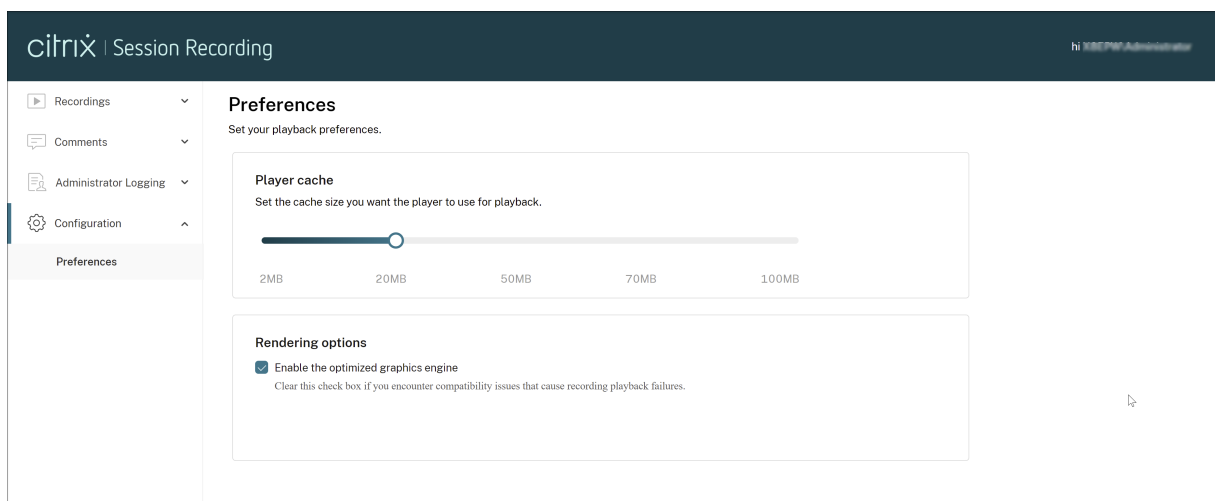 citrix | Session Recording
hi
Recordings
Comments
Administrator Logging
Configuration
Preferences
Preferences
Set your playback preferences.
Player cache
Set the cache size you want the player to use for playback.
2MB 20MB 50MB 70MB 100MB
Rendering options
Enable the optimized graphics engine
Clear this check box if you encounter compatibility issues that cause recording playback failures.